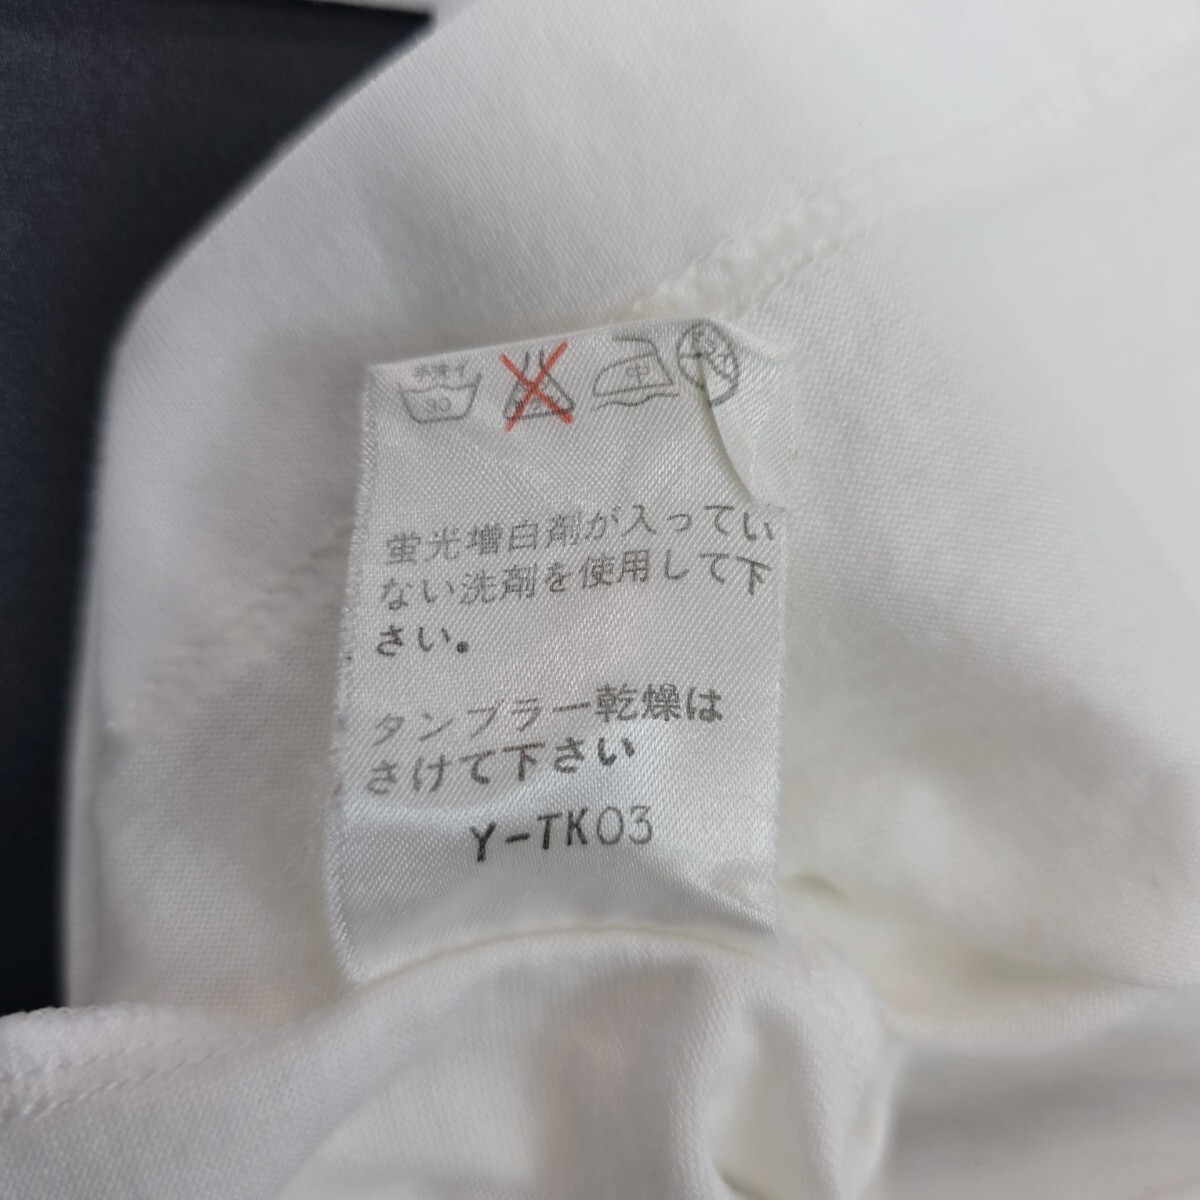 手洗イ
30
中
蛍光増白剤が入ってい
ない洗剤を使用して下
さい。
タンブラー乾燥は
さけて下さい
Y-TK03